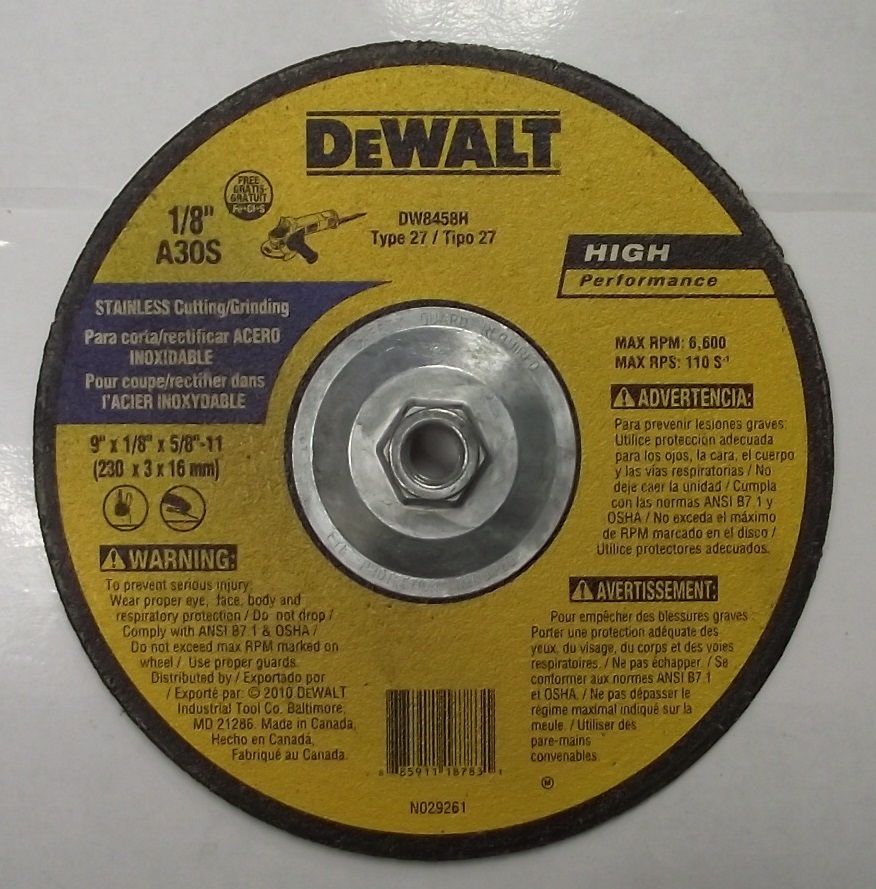 DEWALT
FREE
GRATIS-
GRATUIT
Fe-Cl-S
1/8"
A30S
DW8458H
Type 27 / Tipo 27
HIGH
Performance
STAINLESS Cutting/Grinding
Para corta/rectificar ACERO
INOXIDABLE
Pour coupe/rectifier dans
l'ACIER INOXYDABLE
9" x 1/8" x 5/8"-11
(230 x 3 x 16 mm)
MAX RPM: 6,600
MAX RPS: 110 S-1
ADVERTENCIA:
Para prevenir lesiones graves:
Utilice protección adecuada
para los ojos, la cara, el cuerpo
y las vías respiratorias / No
deje caer la unidad / Cumpla
con las normas ANSI B7.1 y
OSHA / No exceda el máximo
de RPM marcado en el disco /
Utilice protectores adecuados.
GUARD REQUIRED
EYE PROTECTION
WARNING:
To prevent serious injury:
Wear proper eye, face, body and
respiratory protection / Do not drop /
Comply with ANSI B7.1 & OSHA /
Do not exceed max RPM marked on
wheel / Use proper guards.
Distributed by / Exportado por
/ Exporté par: © 2010 DEWALT
Industrial Tool Co. Baltimore,
MD 21286. Made in Canada,
Hecho en Canadá,
Fabriqué au Canada.
AVERTISSEMENT:
Pour empêcher des blessures graves:
Porter une protection adéquate des
yeux, du visage, du corps et des voies
respiratoires. / Ne pas échapper. / Se
conformer aux normes ANSI B7.1
et OSHA. / Ne pas dépasser le
régime maximal indiqué sur la
meule. / Utiliser des
pare-mains
convenables.
8 85911 18783 1
M
N029261